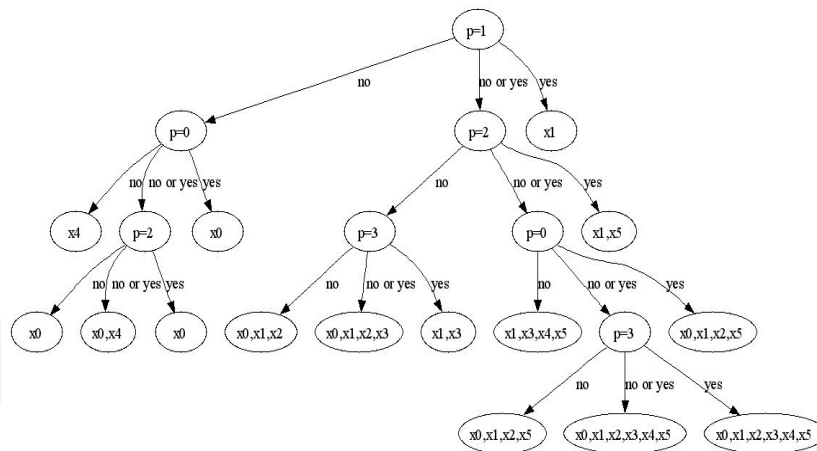 p=1
no
no or yes
yes
p=0
p=2
x1
no
no or yes
yes
no
no or yes
yes
x4
p=2
x0
p=3
p=0
x1,x5
no
no or yes
yes
no
no or yes
yes
no
no or yes
yes
x0
x0,x4
x0
x0,x1,x2
x0,x1,x2,x3
x1,x3
x1,x3,x4,x5
p=3
x0,x1,x2,x5
no
no or yes
yes
x0,x1,x2,x5
x0,x1,x2,x3,x4,x5
x0,x1,x2,x3,x4,x5